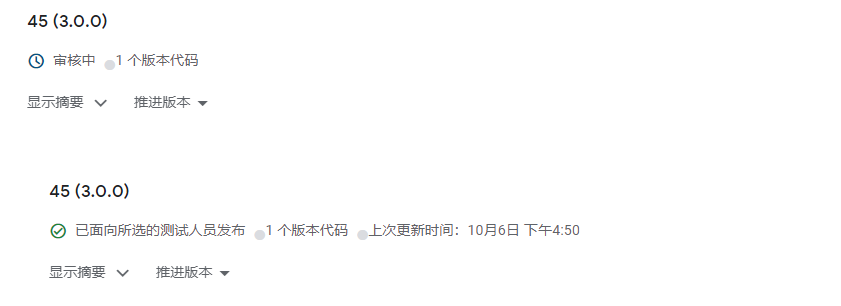 45 (3.0.0)
审核中 1 个版本代码
显示摘要 推进版本
45 (3.0.0)
已面向所选的测试人员发布 1 个版本代码 上次更新时间：10月6日 下午4:50
显示摘要 推进版本